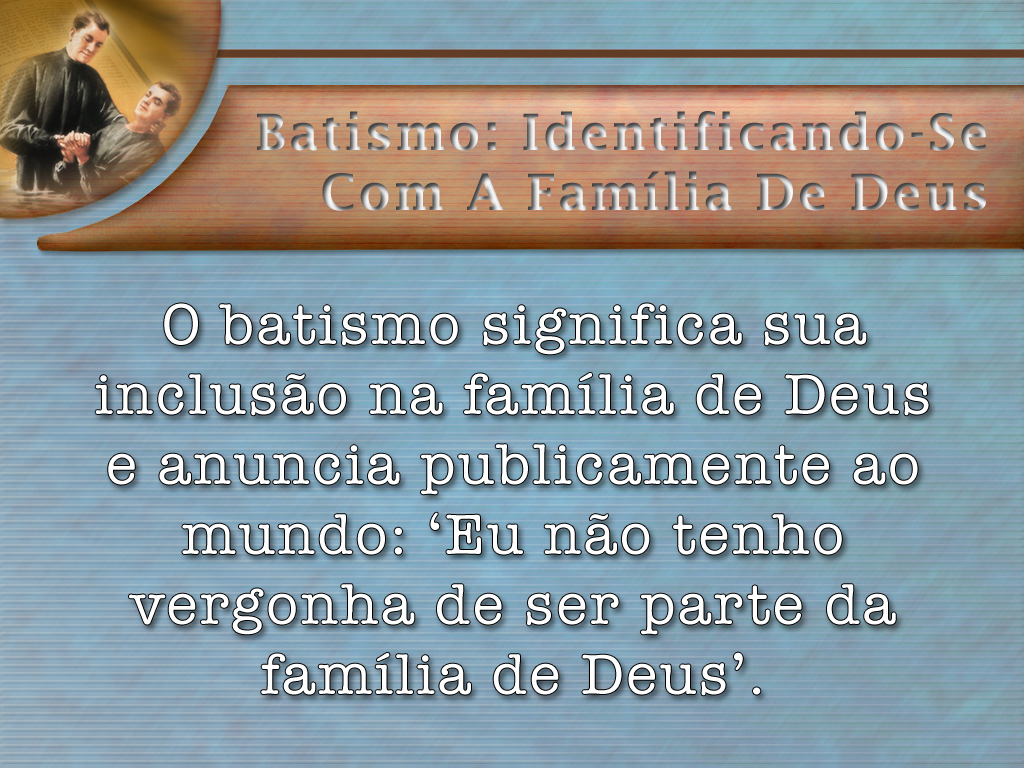 Batismo: Identificando-Se
Com A Família De Deus
O batismo significa sua
inclusão na família de Deus
e anuncia publicamente ao
mundo: ‘Eu não tenho
vergonha de ser parte da
família de Deus’.